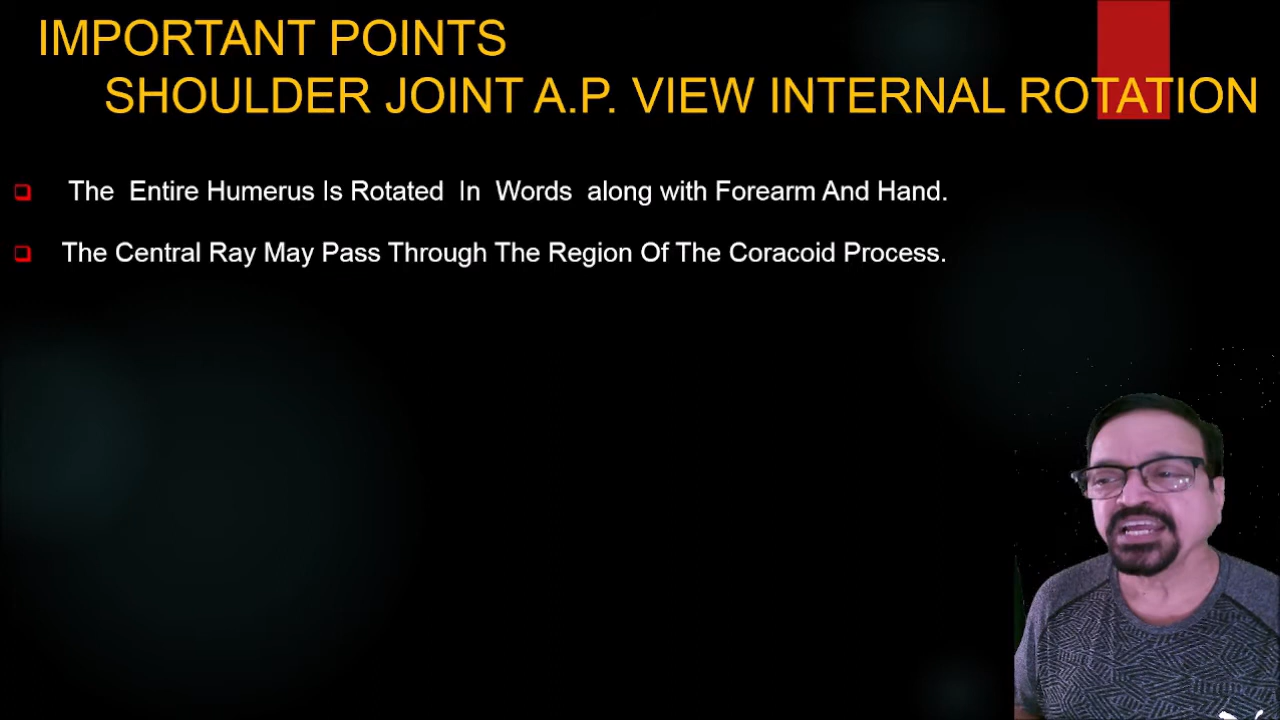 IMPORTANT POINTS
SHOULDER JOINT A.P. VIEW INTERNAL ROTATION
The Entire Humerus Is Rotated In Words along with Forearm And Hand.
The Central Ray May Pass Through The Region Of The Coracoid Process.